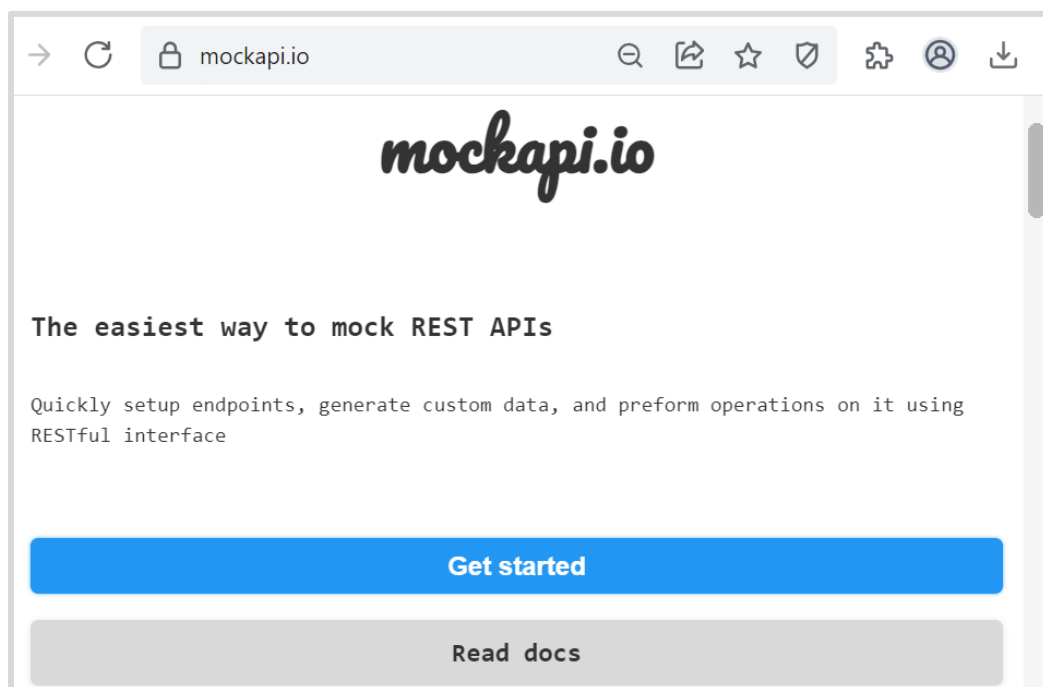 mockapi.io
mockapi.io
The easiest way to mock REST APIs
Quickly setup endpoints, generate custom data, and preform operations on it using
RESTful interface
Get started
Read docs